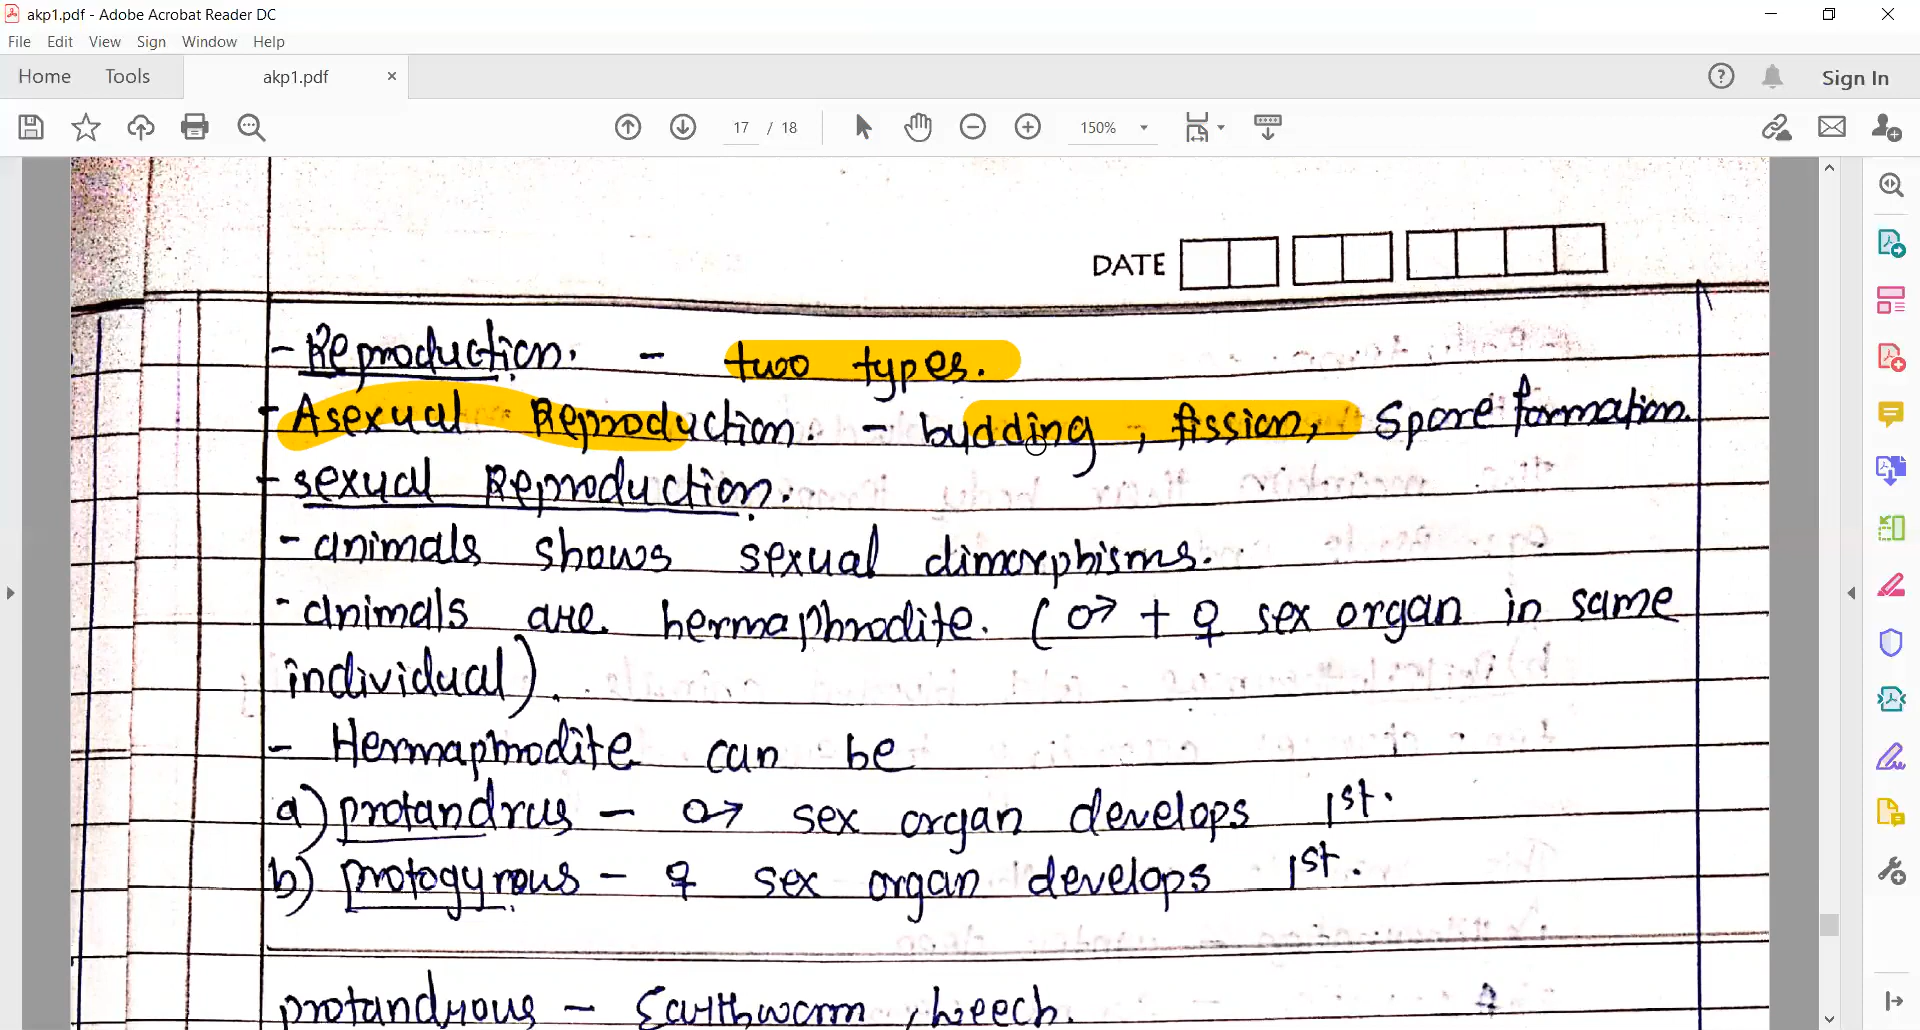 akp1.pdf - Adobe Acrobat Reader DC
File Edit View Sign Window Help
Home Tools akp1.pdf × Sign In
17 / 18 150%
DATE
- Reproduction. - two types.
- Asexual Reproduction. - budding, fission, Spore formation.
- sexual Reproduction.
- animals shows sexual dimorphisms.
- animals are hermaphrodite. (♂ + ♀ sex organ in same
individual).
- Hermaphrodite can be
a) protandrus - ♂ sex organ develops 1st.
b) protogyrous - ♀ sex organ develops 1st.
protandrous - Earthworm, Leech.